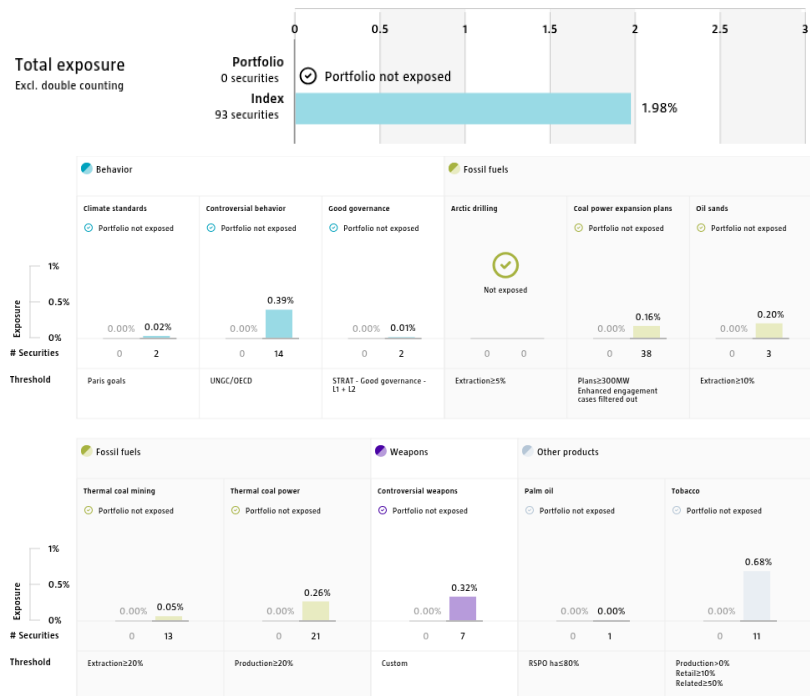 0 0.5 1 1.5 2 2.5 3
Total exposure
Excl. double counting
Portfolio
0 securities
Portfolio not exposed
Index
93 securities
1.98%
Behavior
Fossil fuels
Climate standards
Controversial behavior
Good governance
Arctic drilling
Coal power expansion plans
Oil sands
Portfolio not exposed
Portfolio not exposed
Portfolio not exposed
Portfolio not exposed
Portfolio not exposed
Not exposed
Exposure
1%
0.5%
0%
0.00% 0.02%
0.00% 0.39%
0.00% 0.01%
0.00% 0.16%
0.00% 0.20%
# Securities
0 2
0 14
0 2
0 0
0 38
0 3
Threshold
Paris goals
UNGC/OECD
STRAT - Good governance -
L1 + L2
Extraction≥5%
Plans≥300MW
Enhanced engagement
cases filtered out
Extraction≥10%
Fossil fuels
Weapons
Other products
Thermal coal mining
Thermal coal power
Controversial weapons
Palm oil
Tobacco
Portfolio not exposed
Portfolio not exposed
Portfolio not exposed
Portfolio not exposed
Portfolio not exposed
Exposure
1%
0.5%
0%
0.00% 0.05%
0.00% 0.26%
0.00% 0.32%
0.00% 0.00%
0.00% 0.68%
# Securities
0 13
0 21
0 7
0 1
0 11
Threshold
Extraction≥20%
Production≥20%
Custom
RSPO ha≤80%
Production>0%
Retail≥10%
Related≥50%